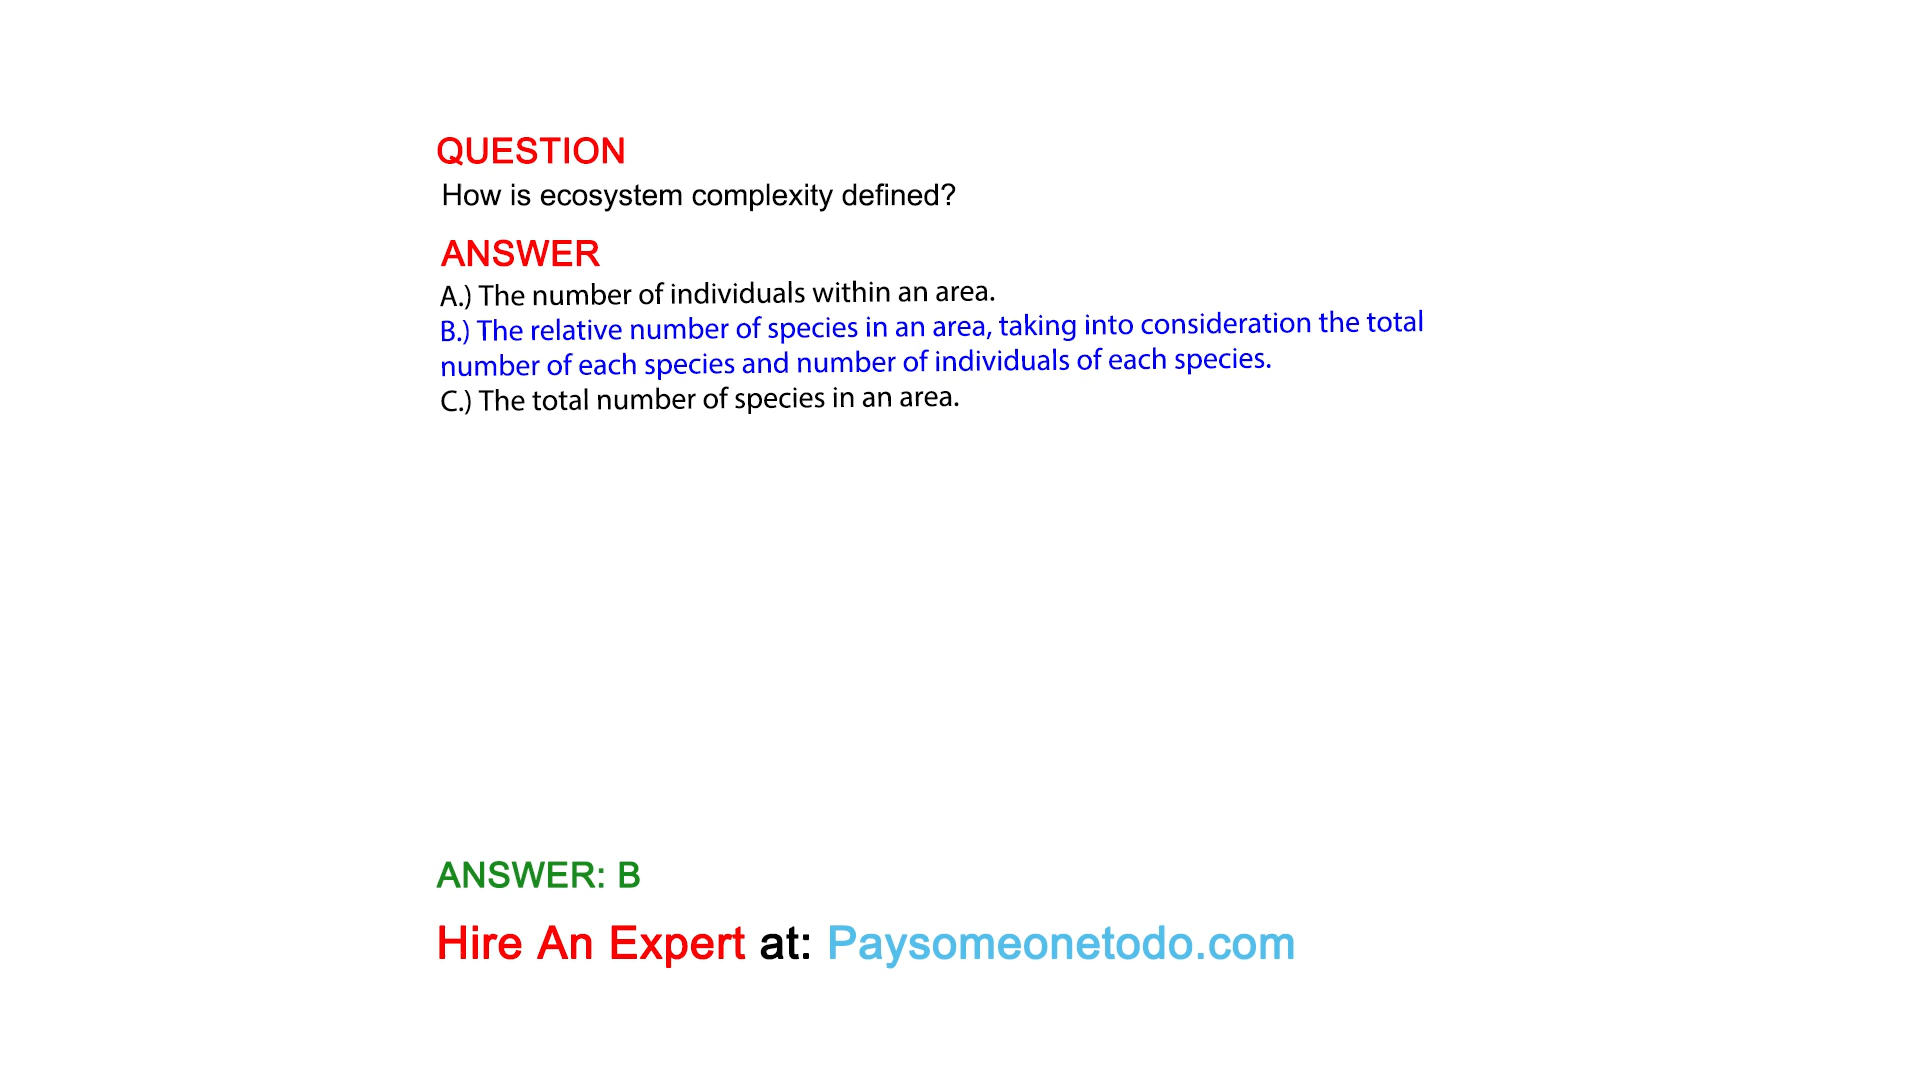 QUESTION
How is ecosystem complexity defined?
ANSWER
A.) The number of individuals within an area.
B.) The relative number of species in an area, taking into consideration the total
number of each species and number of individuals of each species.
C.) The total number of species in an area.
ANSWER: B
Hire An Expert at: Paysomeonetodo.com